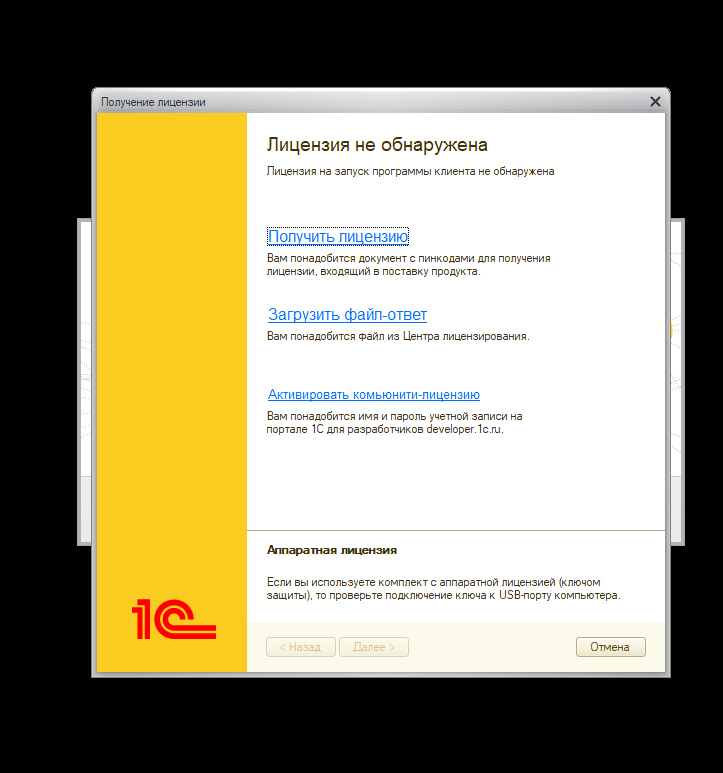 Получение лицензии
Лицензия не обнаружена
Лицензия на запуск программы клиента не обнаружена
Получить лицензию
Вам понадобится документ с пинкодами для получения
лицензии, входящий в поставку продукта.
Загрузить файл-ответ
Вам понадобится файл из Центра лицензирования.
Активировать комьюнити-лицензию
Вам понадобится имя и пароль учетной записи на
портале 1С для разработчиков developer.1c.ru.
Аппаратная лицензия
Если вы используете комплект с аппаратной лицензией (ключом
защиты), то проверьте подключение ключа к USB-порту компьютера.
1С
< Назад
Далее >
Отмена